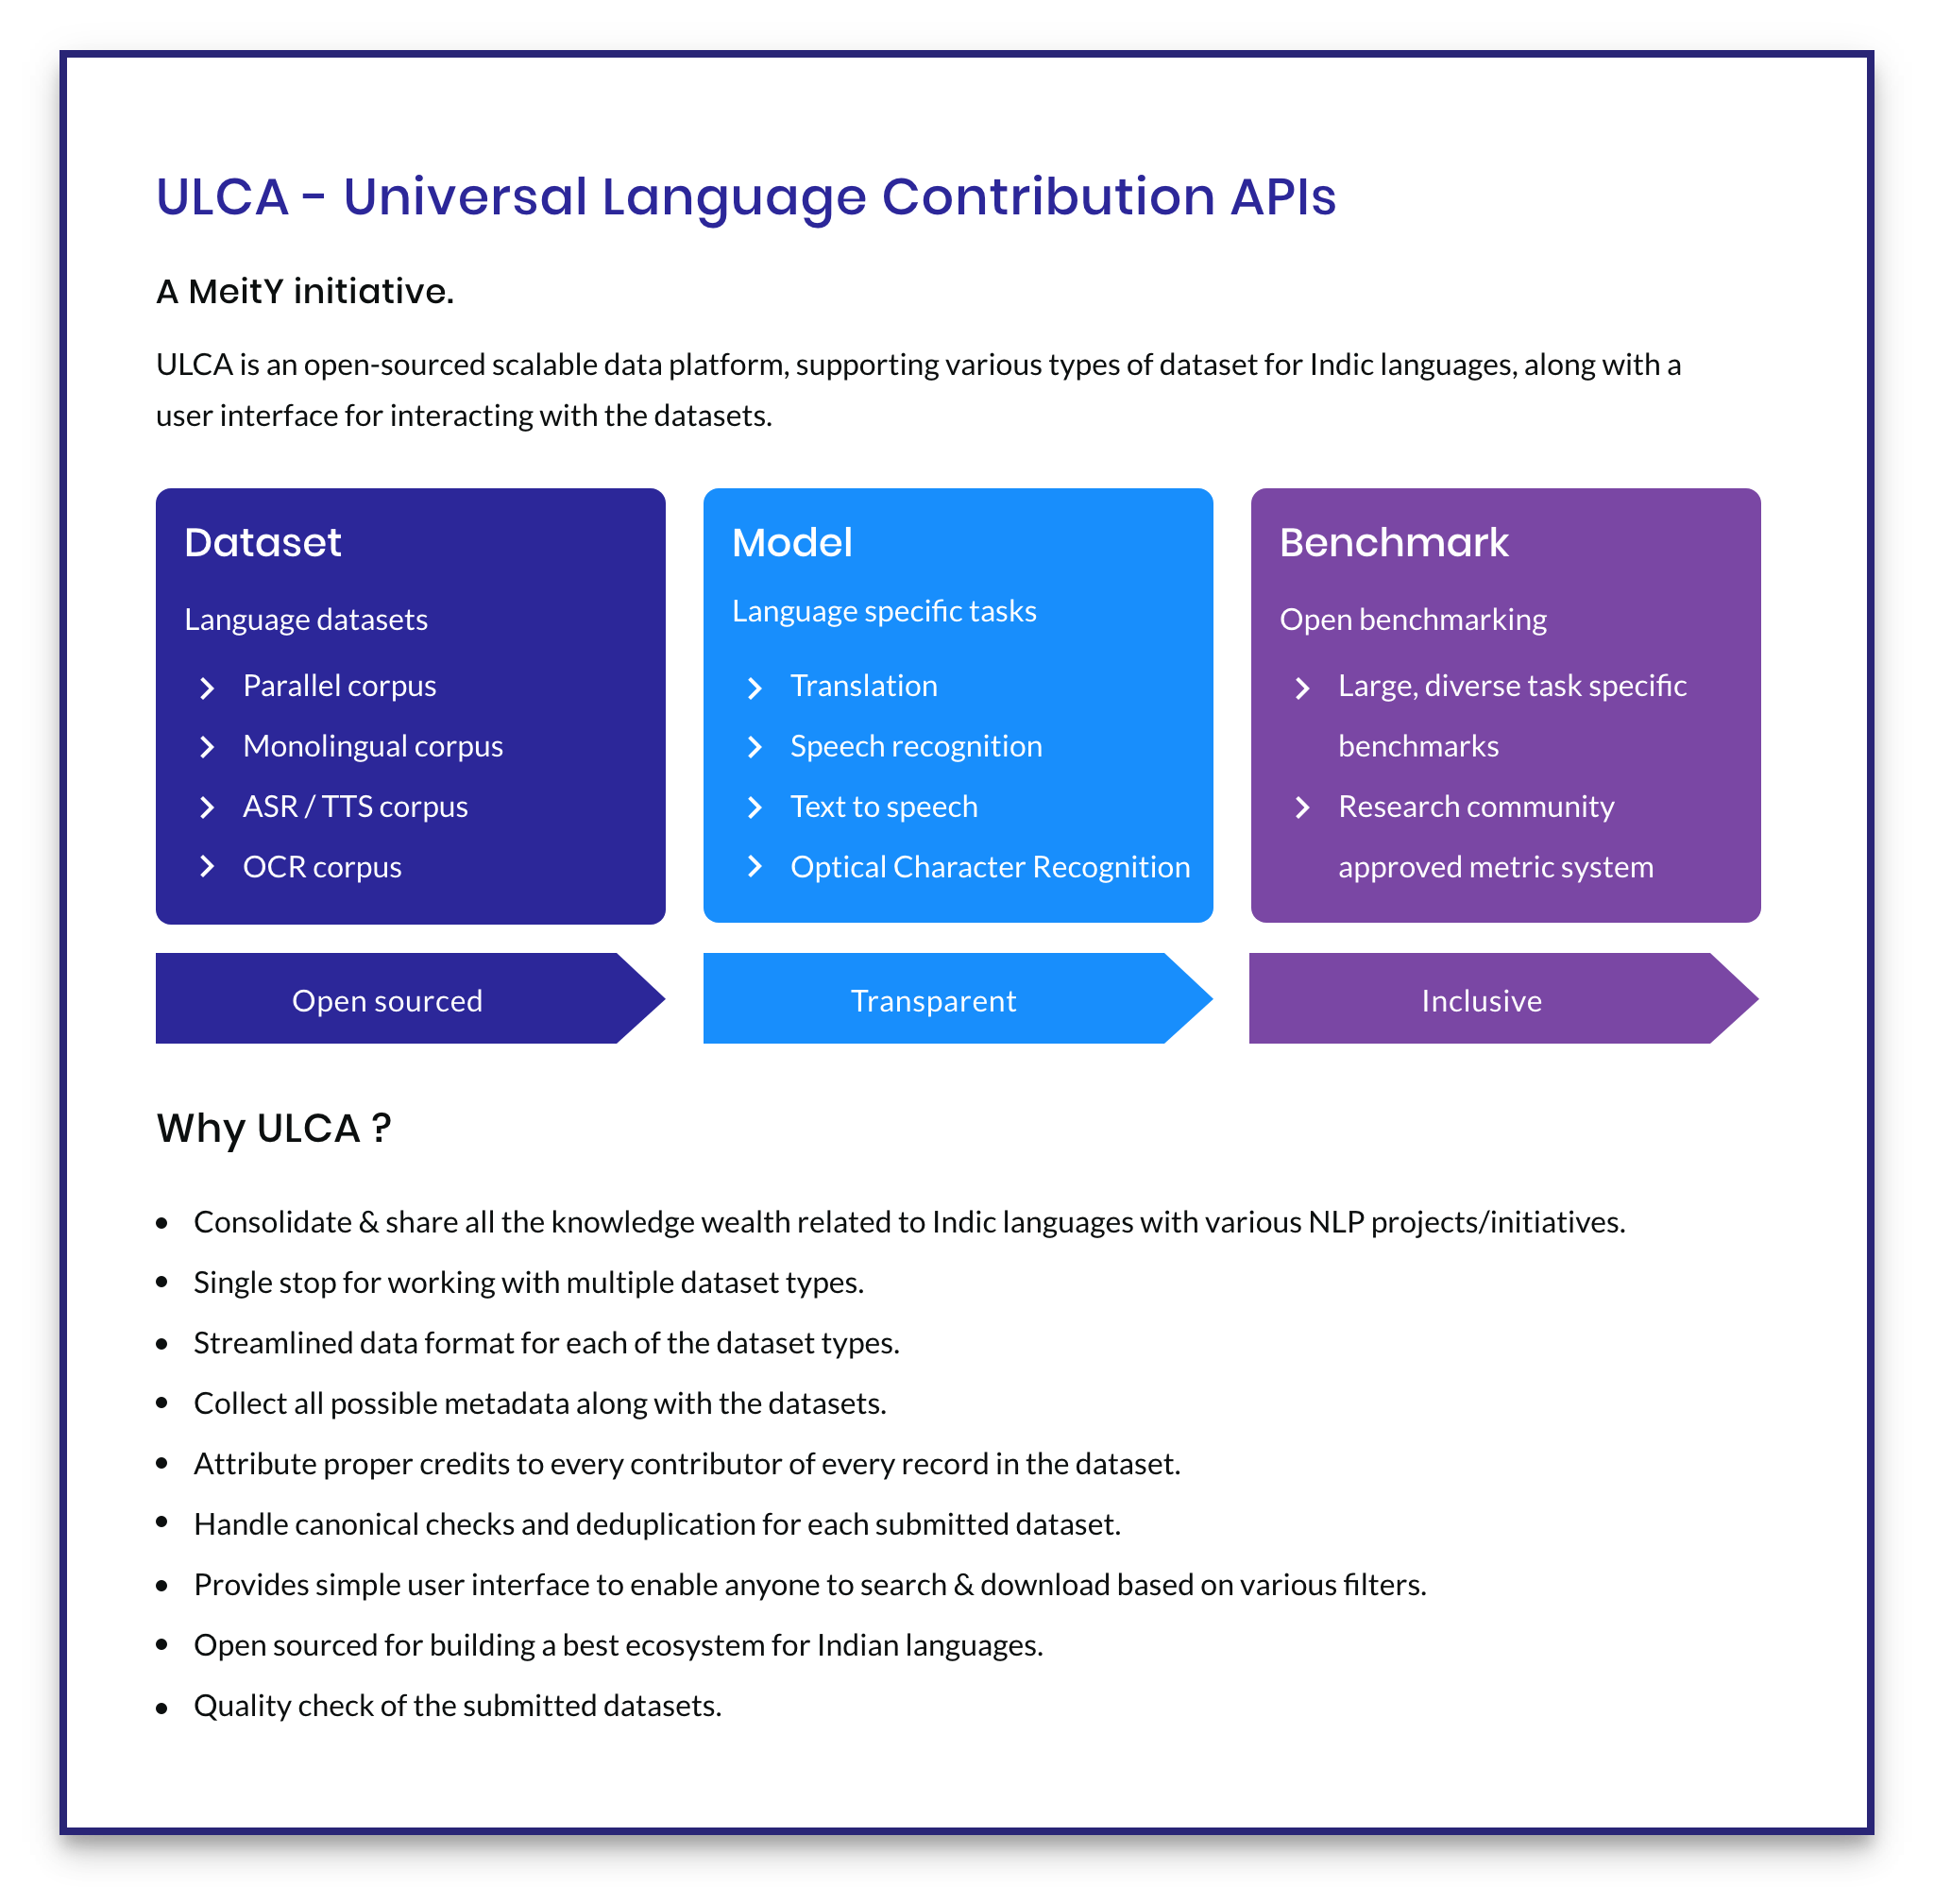 ULCA - Universal Language Contribution APIs
A MeitY initiative.
ULCA is an open-sourced scalable data platform, supporting various types of dataset for Indic languages, along with a
user interface for interacting with the datasets.
Dataset
Language datasets
Parallel corpus
Monolingual corpus
ASR / TTS corpus
OCR corpus
Model
Language specific tasks
Translation
Speech recognition
Text to speech
Optical Character Recognition
Benchmark
Open benchmarking
Large, diverse task specific
benchmarks
Research community
approved metric system
Open sourced
Transparent
Inclusive
Why ULCA ?
• Consolidate & share all the knowledge wealth related to Indic languages with various NLP projects/initiatives.
• Single stop for working with multiple dataset types.
• Streamlined data format for each of the dataset types.
• Collect all possible metadata along with the datasets.
• Attribute proper credits to every contributor of every record in the dataset.
• Handle canonical checks and deduplication for each submitted dataset.
• Provides simple user interface to enable anyone to search & download based on various filters.
• Open sourced for building a best ecosystem for Indian languages.
• Quality check of the submitted datasets.